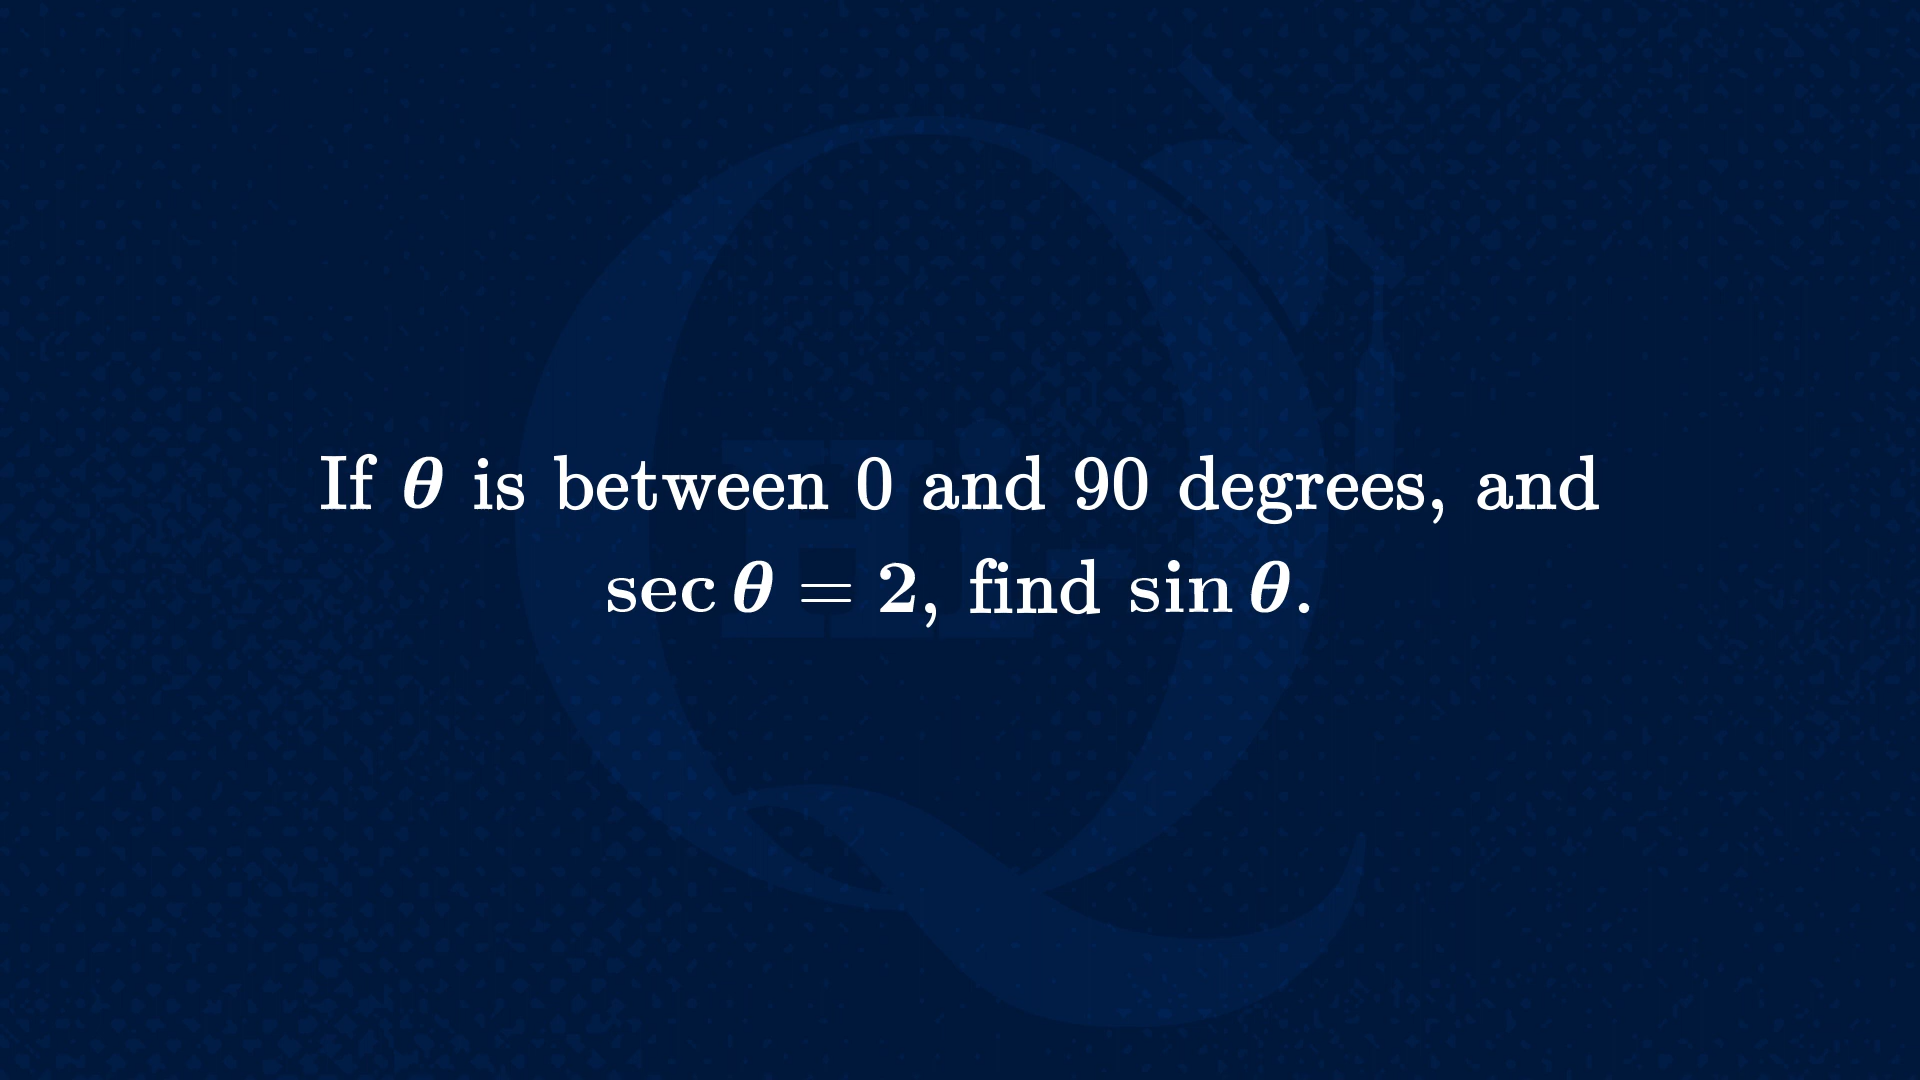 If θ is between 0 and 90 degrees, and
sec θ = 2, find sin θ.